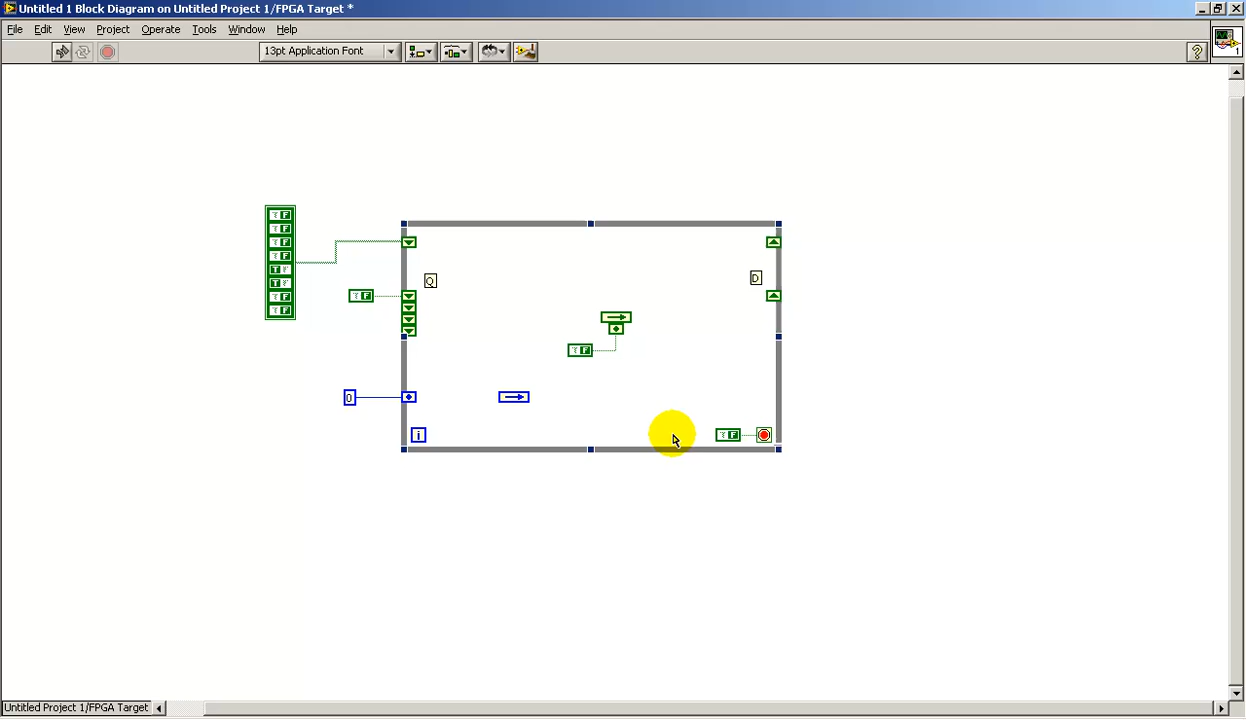 Untitled 1 Block Diagram on Untitled Project 1/FPGA Target *
File Edit View Project Operate Tools Window Help
13pt Application Font
?
1
F
F
F
F
T
T
F
F
Q
D
F
F
0
i
F
Untitled Project 1/FPGA Target